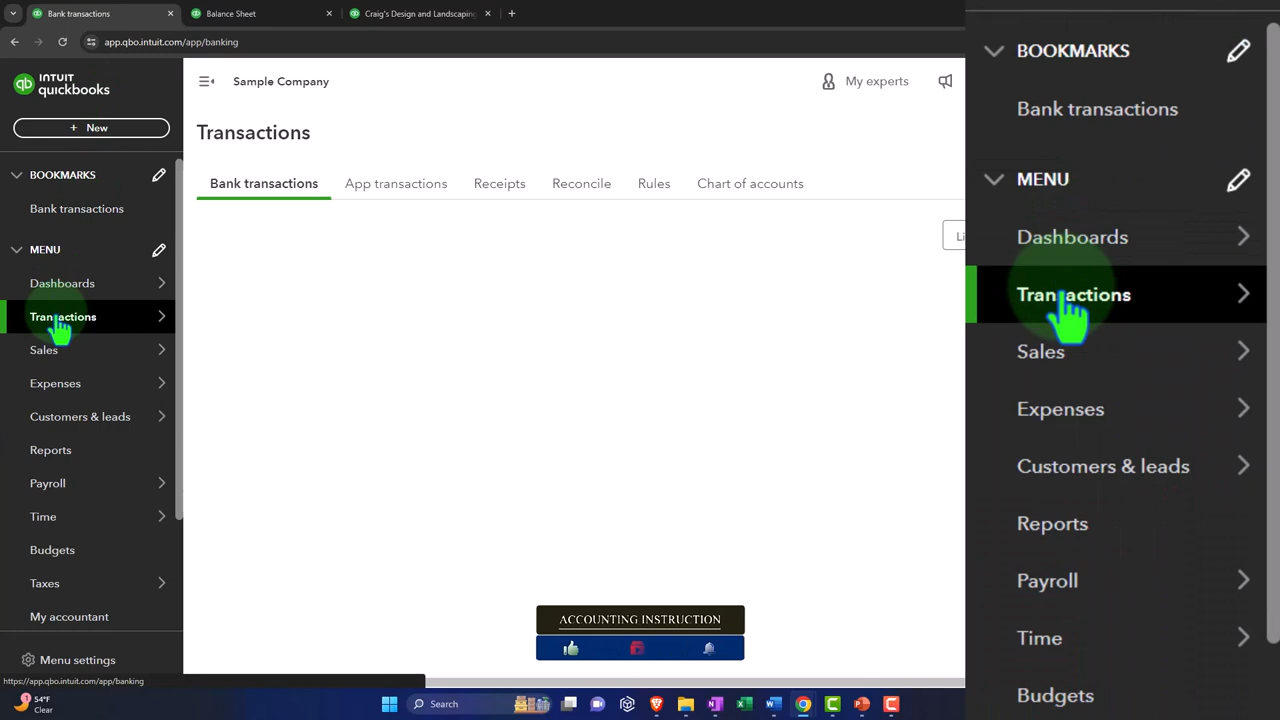 Bank transactions
Balance Sheet
Craig's Design and Landscaping
app.qbo.intuit.com/app/banking
INTUIT
quickbooks
Sample Company
My experts
+ New
Transactions
BOOKMARKS
Bank transactions
Bank transactions
App transactions
Receipts
Reconcile
Rules
Chart of accounts
MENU
Dashboards
Transactions
Sales
Expenses
Customers & leads
Reports
Payroll
Time
Budgets
Taxes
My accountant
Menu settings
Li
ACCOUNTING INSTRUCTION
https://app.qbo.intuit.com/app/banking
1
54°F
Clear
Search
BOOKMARKS
Bank transactions
MENU
Dashboards
Transactions
Sales
Expenses
Customers & leads
Reports
Payroll
Time
Budgets